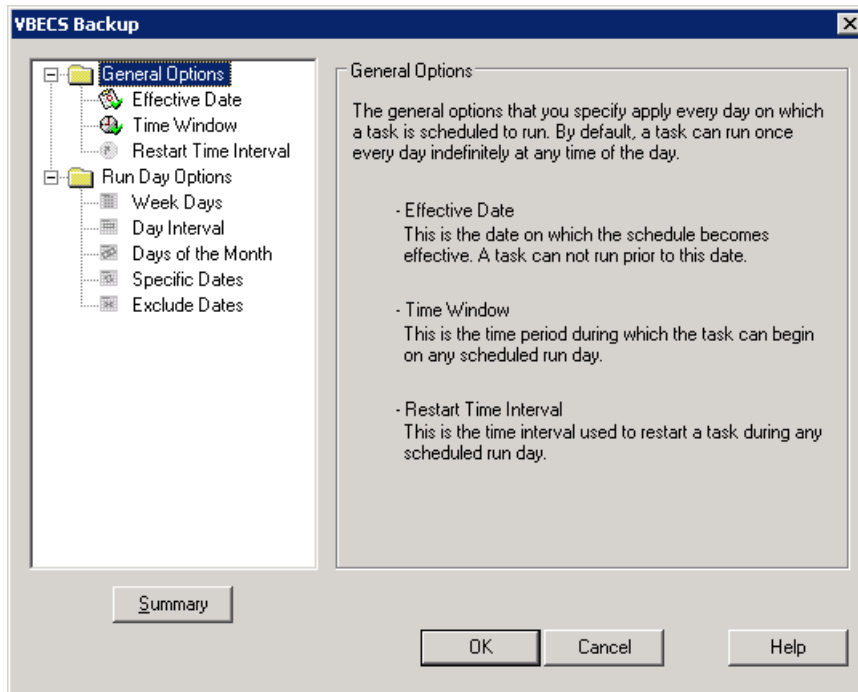 VBECS Backup
General Options
Effective Date
Time Window
Restart Time Interval
Run Day Options
Week Days
Day Interval
Days of the Month
Specific Dates
Exclude Dates
General Options
The general options that you specify apply every day on which
a task is scheduled to run. By default, a task can run once
every day indefinitely at any time of the day.
- Effective Date
This is the date on which the schedule becomes
effective. A task can not run prior to this date.
- Time Window
This is the time period during which the task can begin
on any scheduled run day.
- Restart Time Interval
This is the time interval used to restart a task during any
scheduled run day.
Summary
OK
Cancel
Help